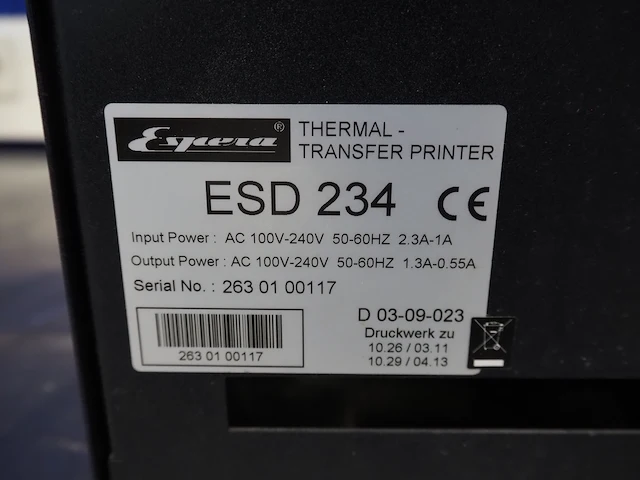 Espera®
THERMAL -
TRANSFER PRINTER
ESD 234 CE
Input Power : AC 100V-240V 50-60HZ 2.3A-1A
Output Power : AC 100V-240V 50-60HZ 1.3A-0.55A
Serial No. : 263 01 00117
263 01 00117
D 03-09-023
Druckwerk zu
10.26 / 03.11
10.29 / 04.13